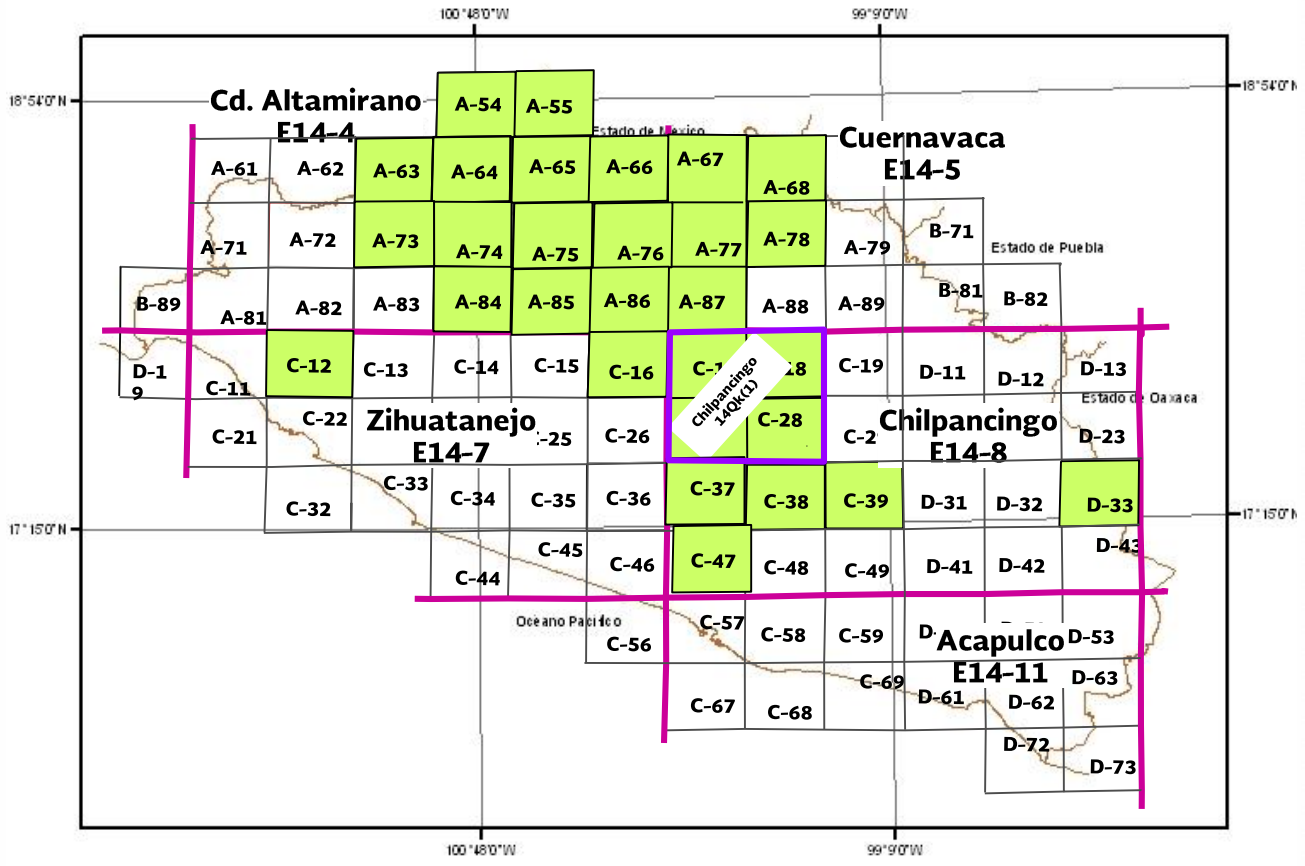 100°48'0"W 99°9'0"W
18°54'0"N 18°54'0"N
Cd. Altamirano
E14-4
A-54 A-55
Estado de México
Cuernavaca
E14-5
A-61 A-62 A-63 A-64 A-65 A-66 A-67 A-68
A-71 A-72 A-73 A-74 A-75 A-76 A-77 A-78 A-79 B-71
Estado de Puebla
B-89 A-81 A-82 A-83 A-84 A-85 A-86 A-87 A-88 A-89 B-81 B-82
D-1
9
C-11 C-12 C-13 C-14 C-15 C-16 C-1 18 C-19 D-11 D-12 D-13
Chilpancingo
14Qk(1)
Estado de Oaxaca
C-21 C-22
Zihuatanejo
E14-7
-25 C-26 C-28 C-2
Chilpancingo
E14-8
D-23
C-32 C-33 C-34 C-35 C-36 C-37 C-38 C-39 D-31 D-32 D-33
17°15'0"N 17°15'0"N
C-44 C-45 C-46 C-47 C-48 C-49 D-41 D-42 D-43
Océano Pacífico
C-56 C-57 C-58 C-59 D- D-53
Acapulco
E14-11
C-67 C-68 C-69 D-61 D-62 D-63
D-72 D-73
100°48'0"W 99°9'0"W